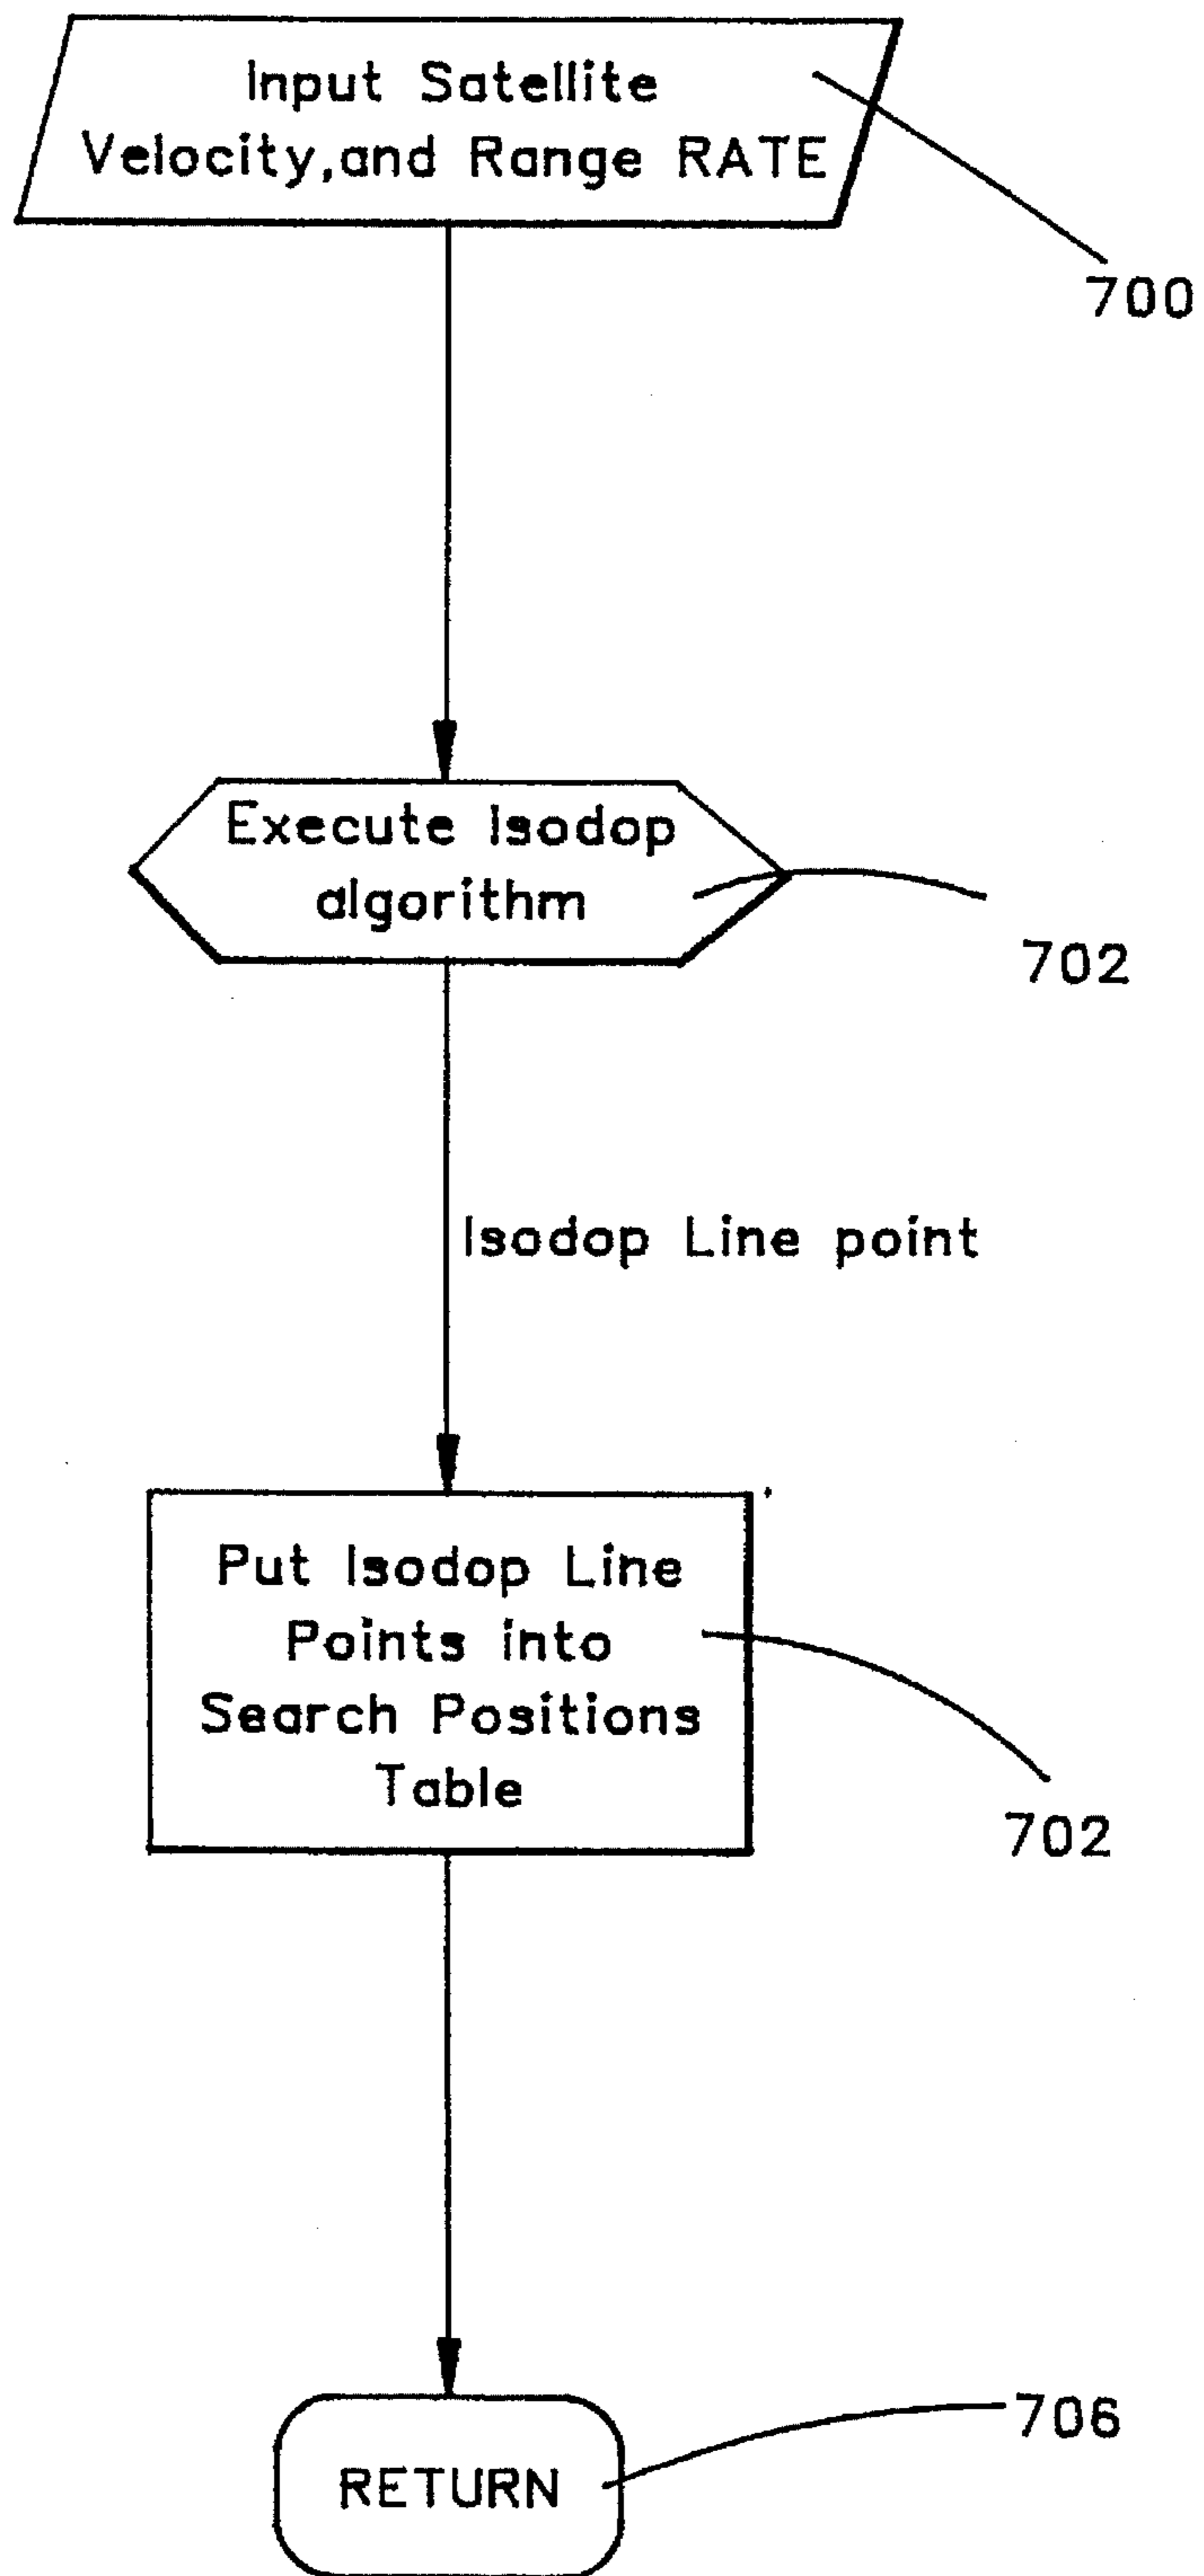 Input Satellite
Velocity,and Range RATE
700
Execute Isodop
algorithm
702
Isodop Line point
Put Isodop Line
Points into
Search Positions
Table
702
706
RETURN